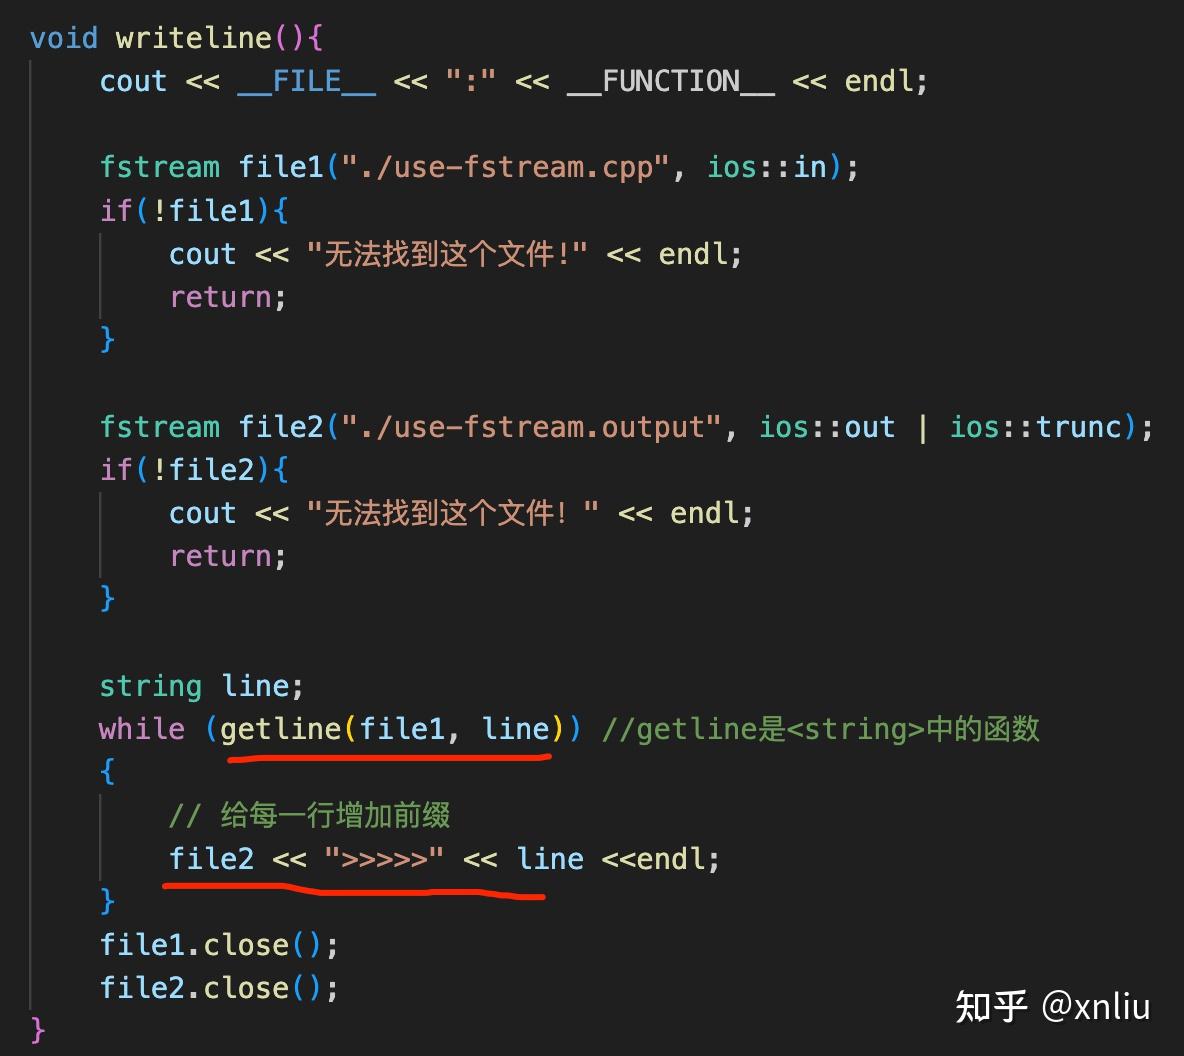 void writeline(){
cout << __FILE__ << ":" << __FUNCTION__ << endl;
fstream file1("./use-fstream.cpp", ios::in);
if(!file1){
cout << "无法找到这个文件!" << endl;
return;
}
fstream file2("./use-fstream.output", ios::out | ios::trunc);
if(!file2){
cout << "无法找到这个文件！" << endl;
return;
}
string line;
while (getline(file1, line)) //getline是<string>中的函数
{
// 给每一行增加前缀
file2 << ">>>>>" << line <<endl;
}
file1.close();
file2.close();
}
知乎 @xnliu